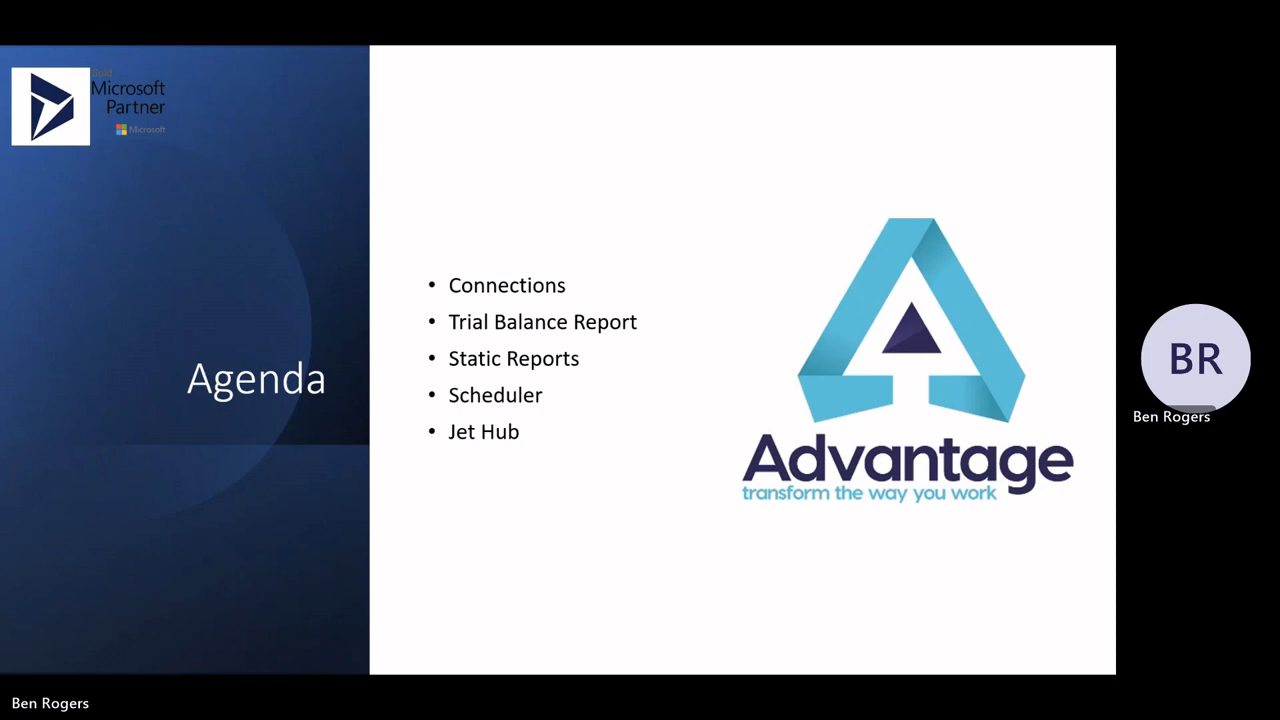 Gold
Microsoft
Partner
Microsoft
Agenda
• Connections
• Trial Balance Report
• Static Reports
• Scheduler
• Jet Hub
Advantage
transform the way you work
BR
Ben Rogers
Ben Rogers